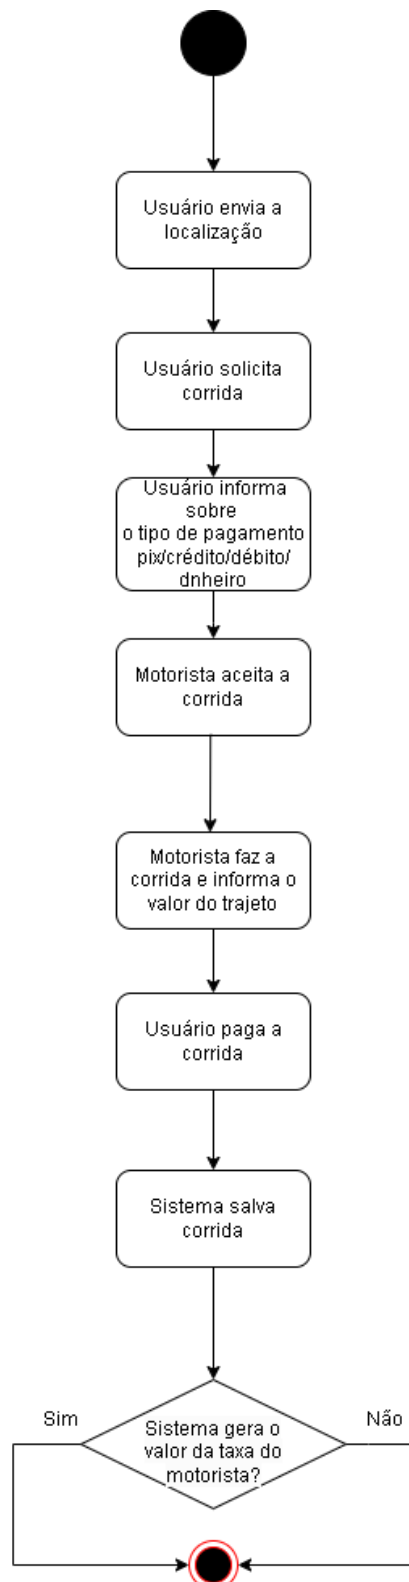 Usuário envia a
localização
Usuário solicita
corrida
Usuário informa
sobre
o tipo de pagamento
pix/crédito/débito/
dnheiro
Motorista aceita a
corrida
Motorista faz a
corrida e informa o
valor do trajeto
Usuário paga a
corrida
Sistema salva
corrida
Sim
Não
Sistema gera o
valor da taxa do
motorista?